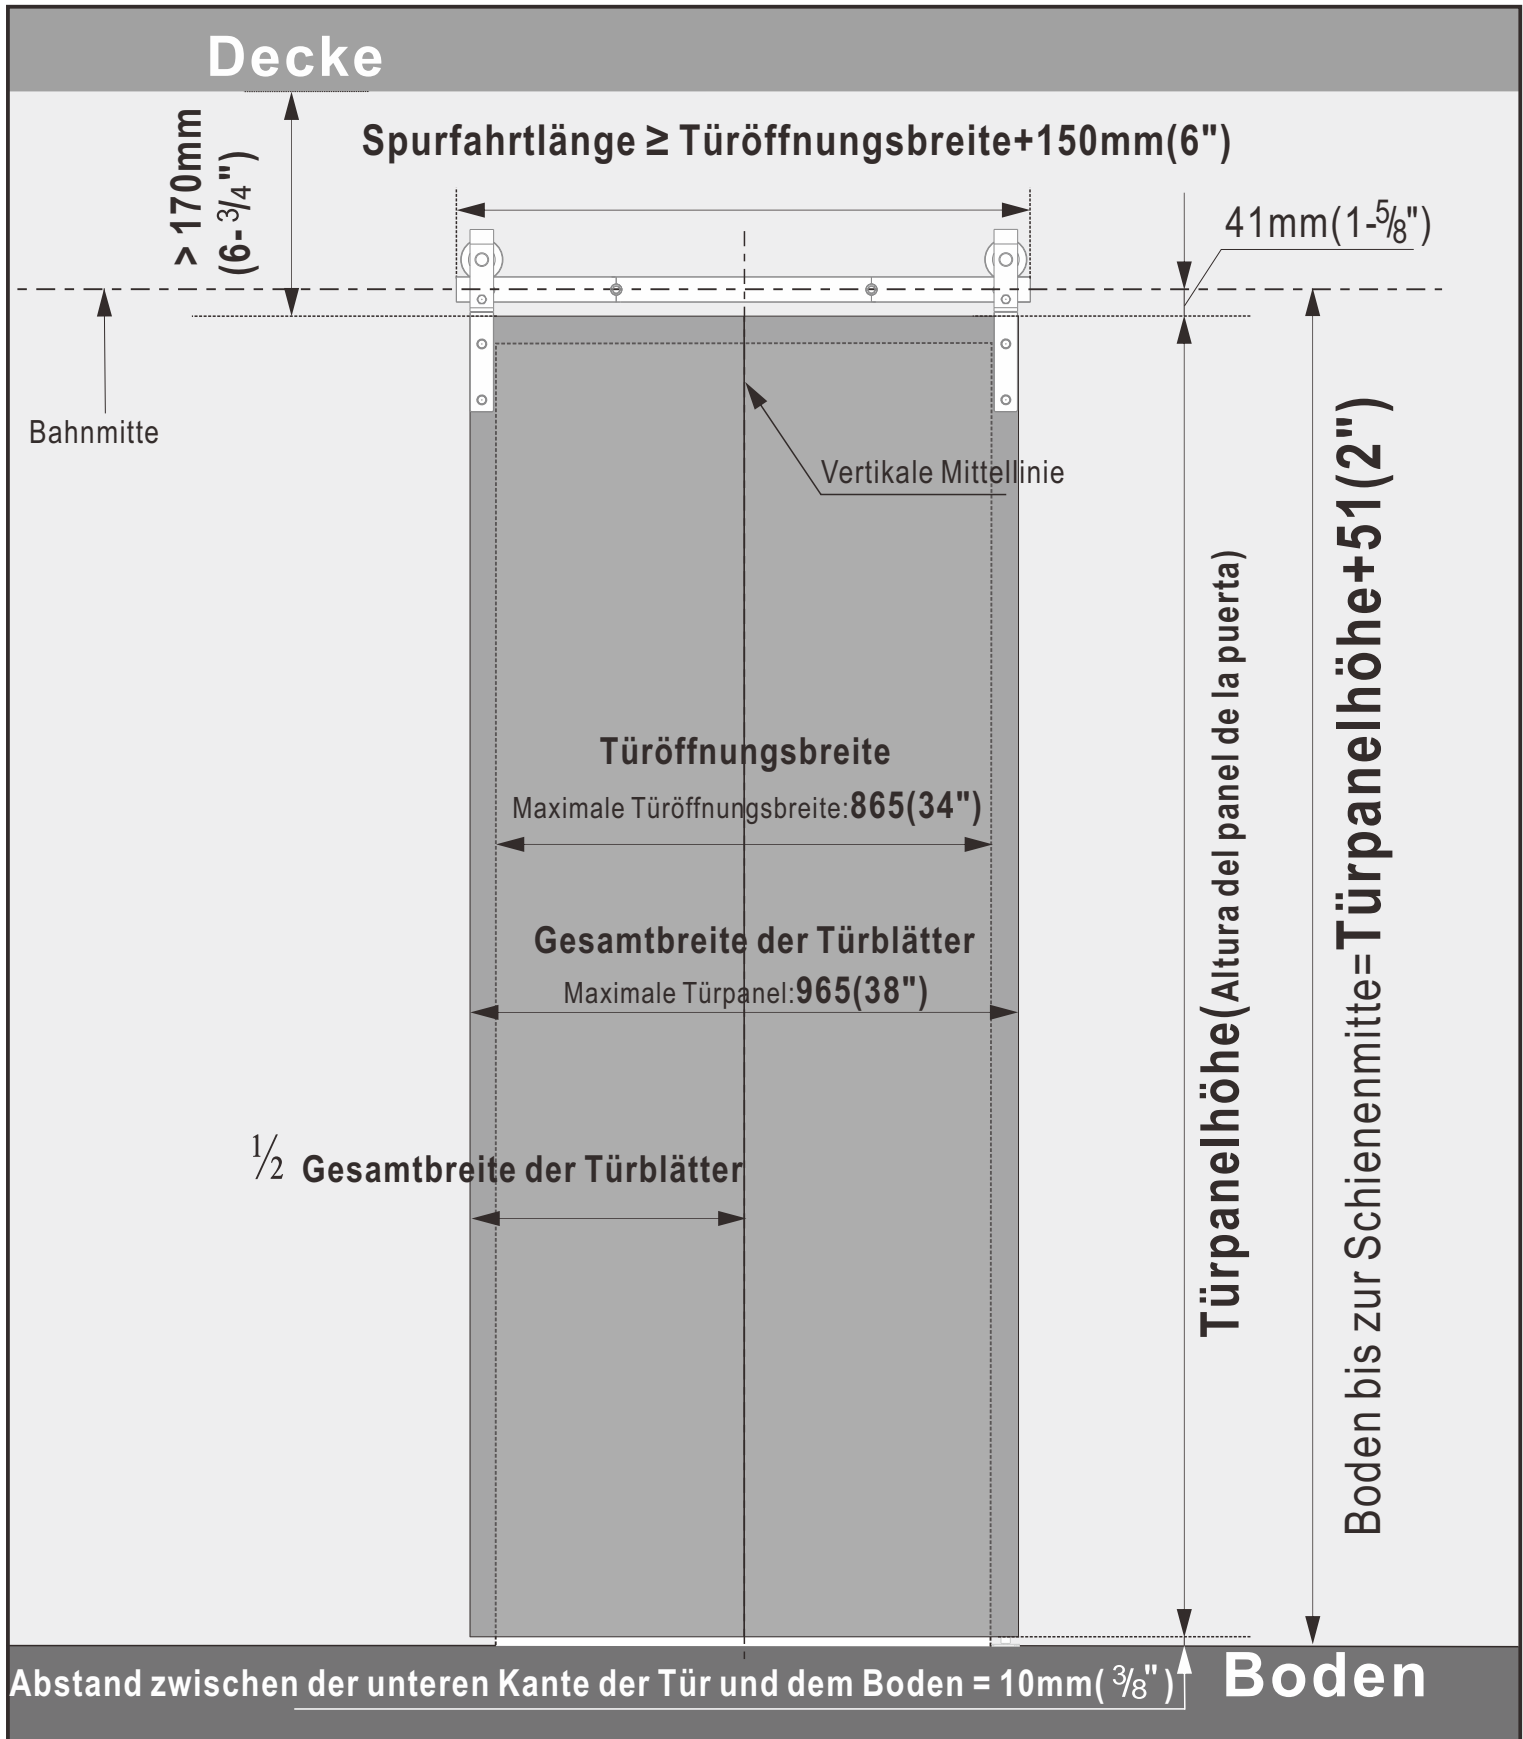 Decke
> 170mm
(6-3/4")
Spurfahrtlänge ≥ Türöffnungsbreite+150mm(6")
41mm(1-5/8")
Bahnmitte
Vertikale Mittellinie
Türöffnungsbreite
Maximale Türöffnungsbreite:865(34")
Gesamtbreite der Türblätter
Maximale Türpanel:965(38")
1/2 Gesamtbreite der Türblätter
Türpanelhöhe(Altura del panel de la puerta)
Boden bis zur Schienenmitte=Türpanelhöhe+51(2")
Abstand zwischen der unteren Kante der Tür und dem Boden = 10mm( 3/8")
Boden